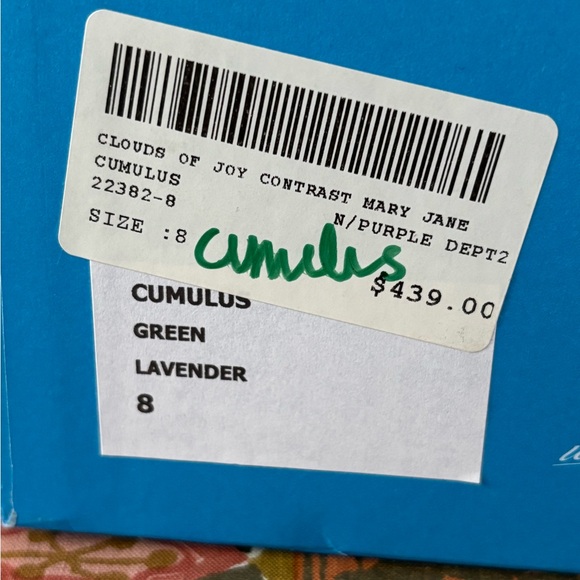 CLOUDS OF JOY CONTRAST MARY JANE
CUMULUS
22382-8 N/PURPLE DEPT2
SIZE :8 cumulus
$439.00
CUMULUS
GREEN
LAVENDER
8